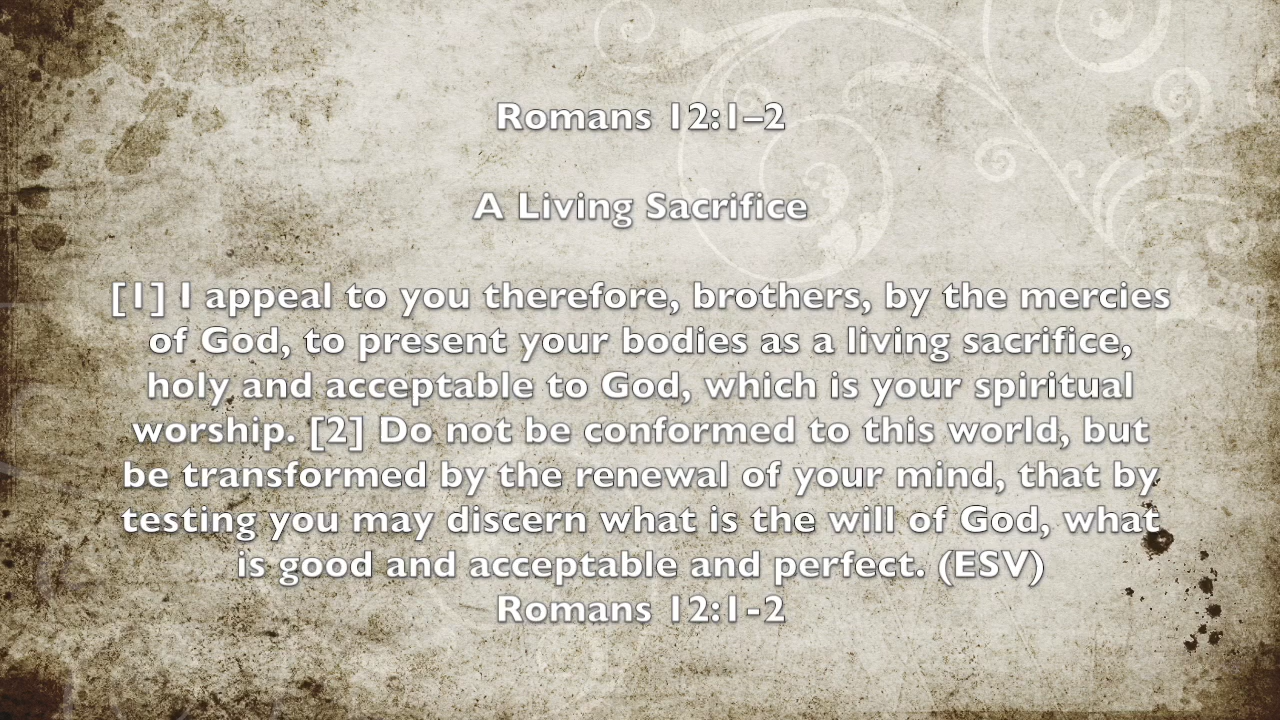 Romans 12:1–2
A Living Sacrifice
[1] I appeal to you therefore, brothers, by the mercies
of God, to present your bodies as a living sacrifice,
holy and acceptable to God, which is your spiritual
worship. [2] Do not be conformed to this world, but
be transformed by the renewal of your mind, that by
testing you may discern what is the will of God, what
is good and acceptable and perfect. (ESV)
Romans 12:1-2